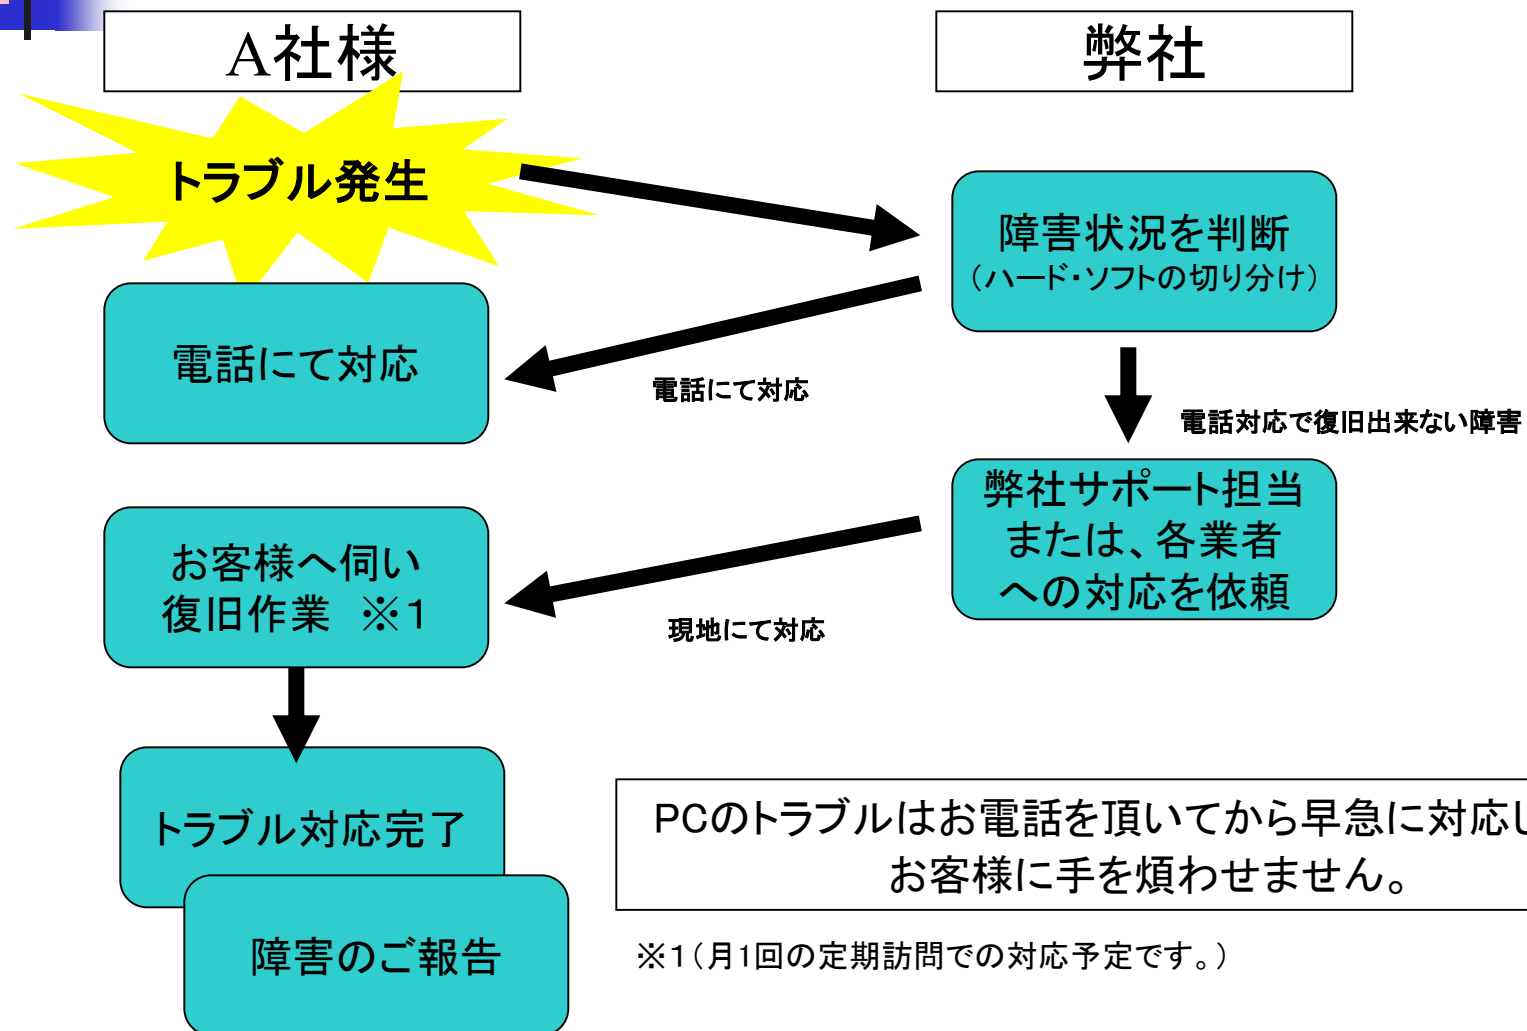 A社様
弊社
トラブル発生
障害状況を判断
（ハード・ソフトの切り分け）
電話にて対応
電話にて対応
電話対応で復旧出来ない障害
弊社サポート担当
または、各業者
への対応を依頼
お客様へ伺い
復旧作業　※１
現地にて対応
トラブル対応完了
PCのトラブルはお電話を頂いてから早急に対応し
お客様に手を煩わせません。
障害のご報告
※１（月1回の定期訪問での対応予定です。）